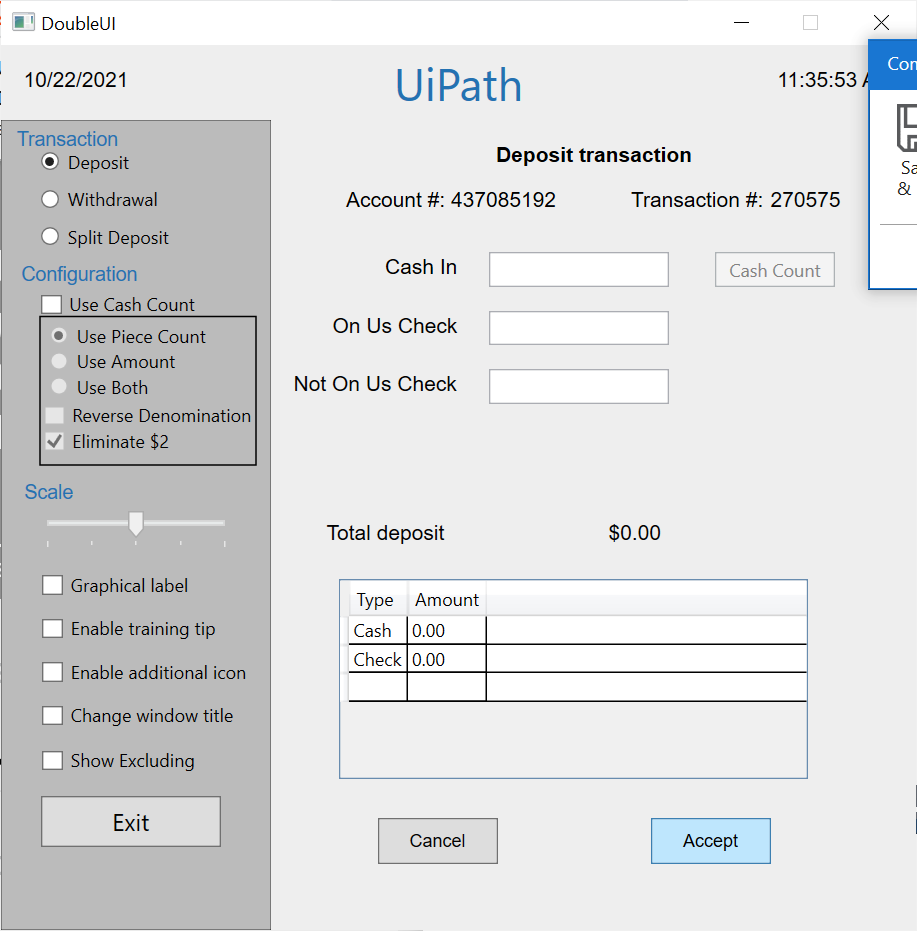 DoubleUI
10/22/2021
UiPath
11:35:53
Transaction
Deposit
Withdrawal
Split Deposit
Configuration
Use Cash Count
Use Piece Count
Use Amount
Use Both
Reverse Denomination
Eliminate $2
Scale
Graphical label
Enable training tip
Enable additional icon
Change window title
Show Excluding
Exit
Deposit transaction
Account #: 437085192 Transaction #: 270575
Cash In
Cash Count
On Us Check
Not On Us Check
Total deposit $0.00
Type Amount
Cash 0.00
Check 0.00
Cancel Accept
&